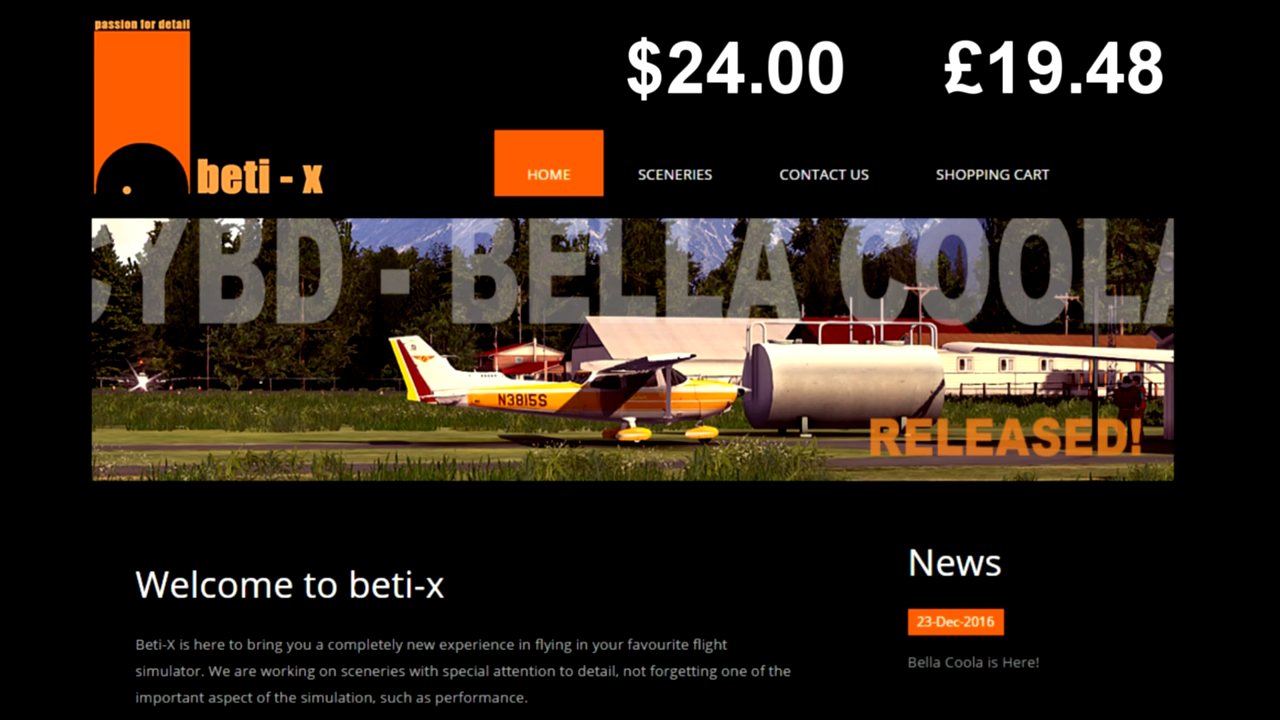 passion for detail
$24.00 £19.48
beti - x
HOME SCENERIES CONTACT US SHOPPING CART
CYBD - BELLA COOLA
N3815S
RELEASED!
Welcome to beti-x
Beti-X is here to bring you a completely new experience in flying in your favourite flight
simulator. We are working on sceneries with special attention to detail, not forgetting one of the
important aspect of the simulation, such as performance.
News
23-Dec-2016
Bella Coola is Here!